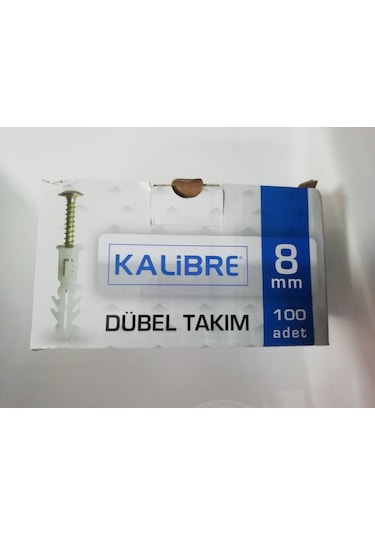 KALiBRE®
DÜBEL TAKIM
8
mm
100
adet